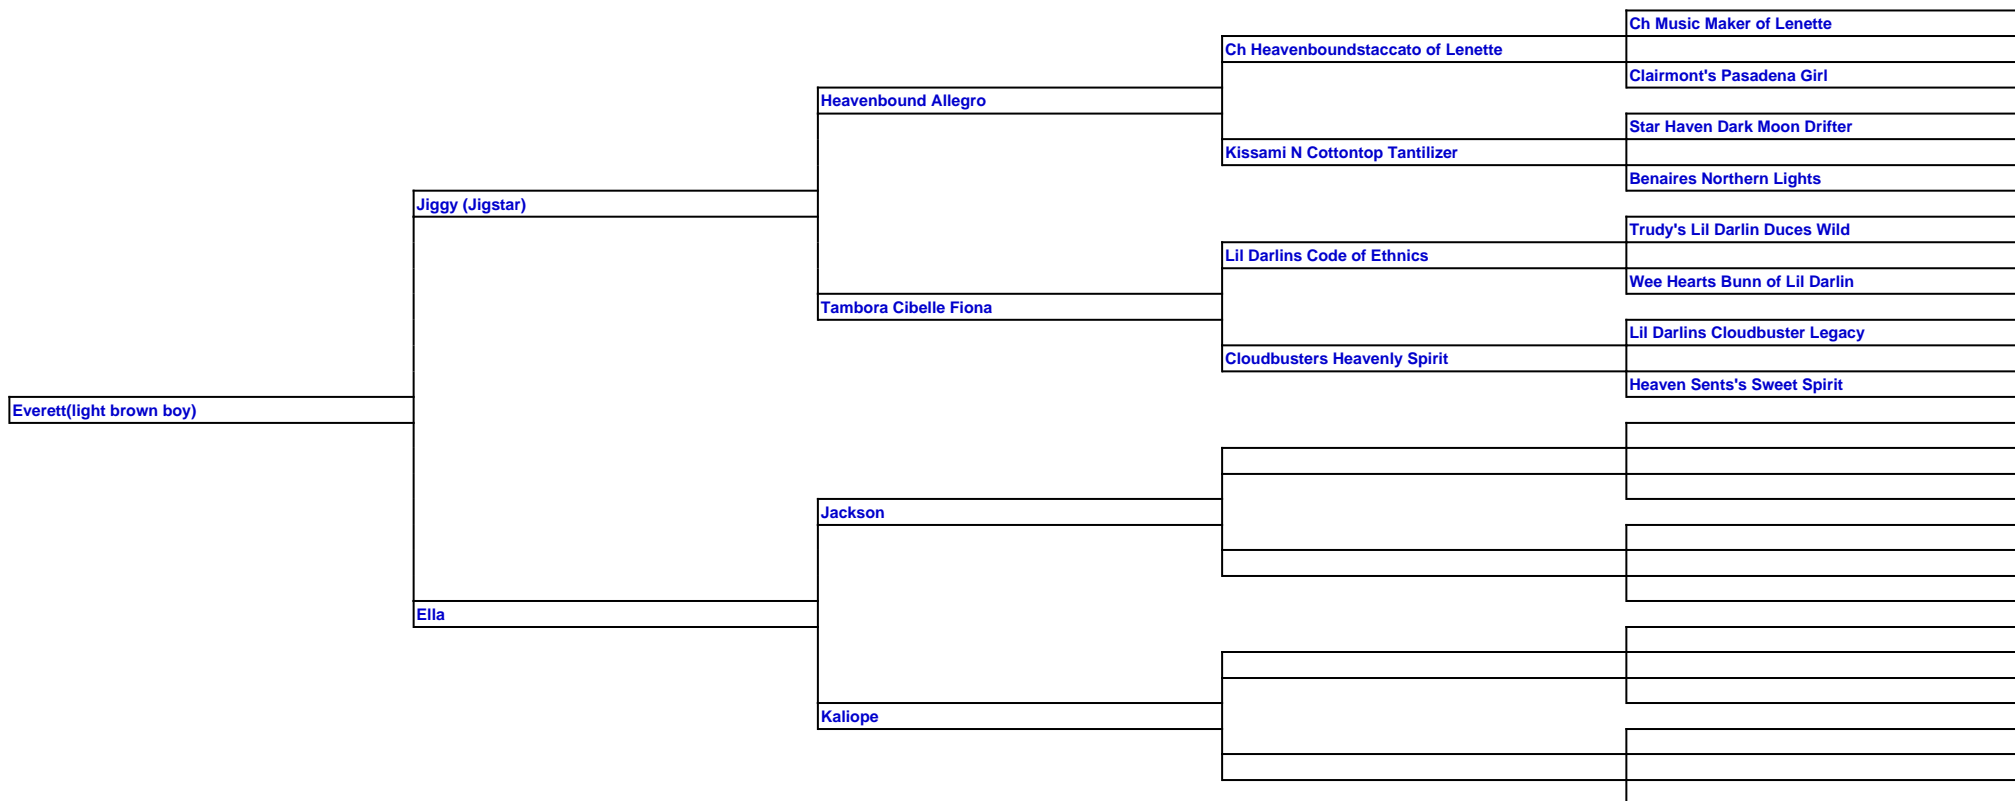 Ch Music Maker of Lenette
Ch Heavenboundstaccato of Lenette
Clairmont's Pasadena Girl
Heavenbound Allegro
Star Haven Dark Moon Drifter
Kissami N Cottontop Tantilizer
Benaires Northern Lights
Jiggy (Jigstar)
Trudy's Lil Darlin Duces Wild
Lil Darlins Code of Ethnics
Wee Hearts Bunn of Lil Darlin
Tambora Cibelle Fiona
Lil Darlins Cloudbuster Legacy
Cloudbusters Heavenly Spirit
Heaven Sents's Sweet Spirit
Everett(light brown boy)
Jackson
Ella
Kaliope